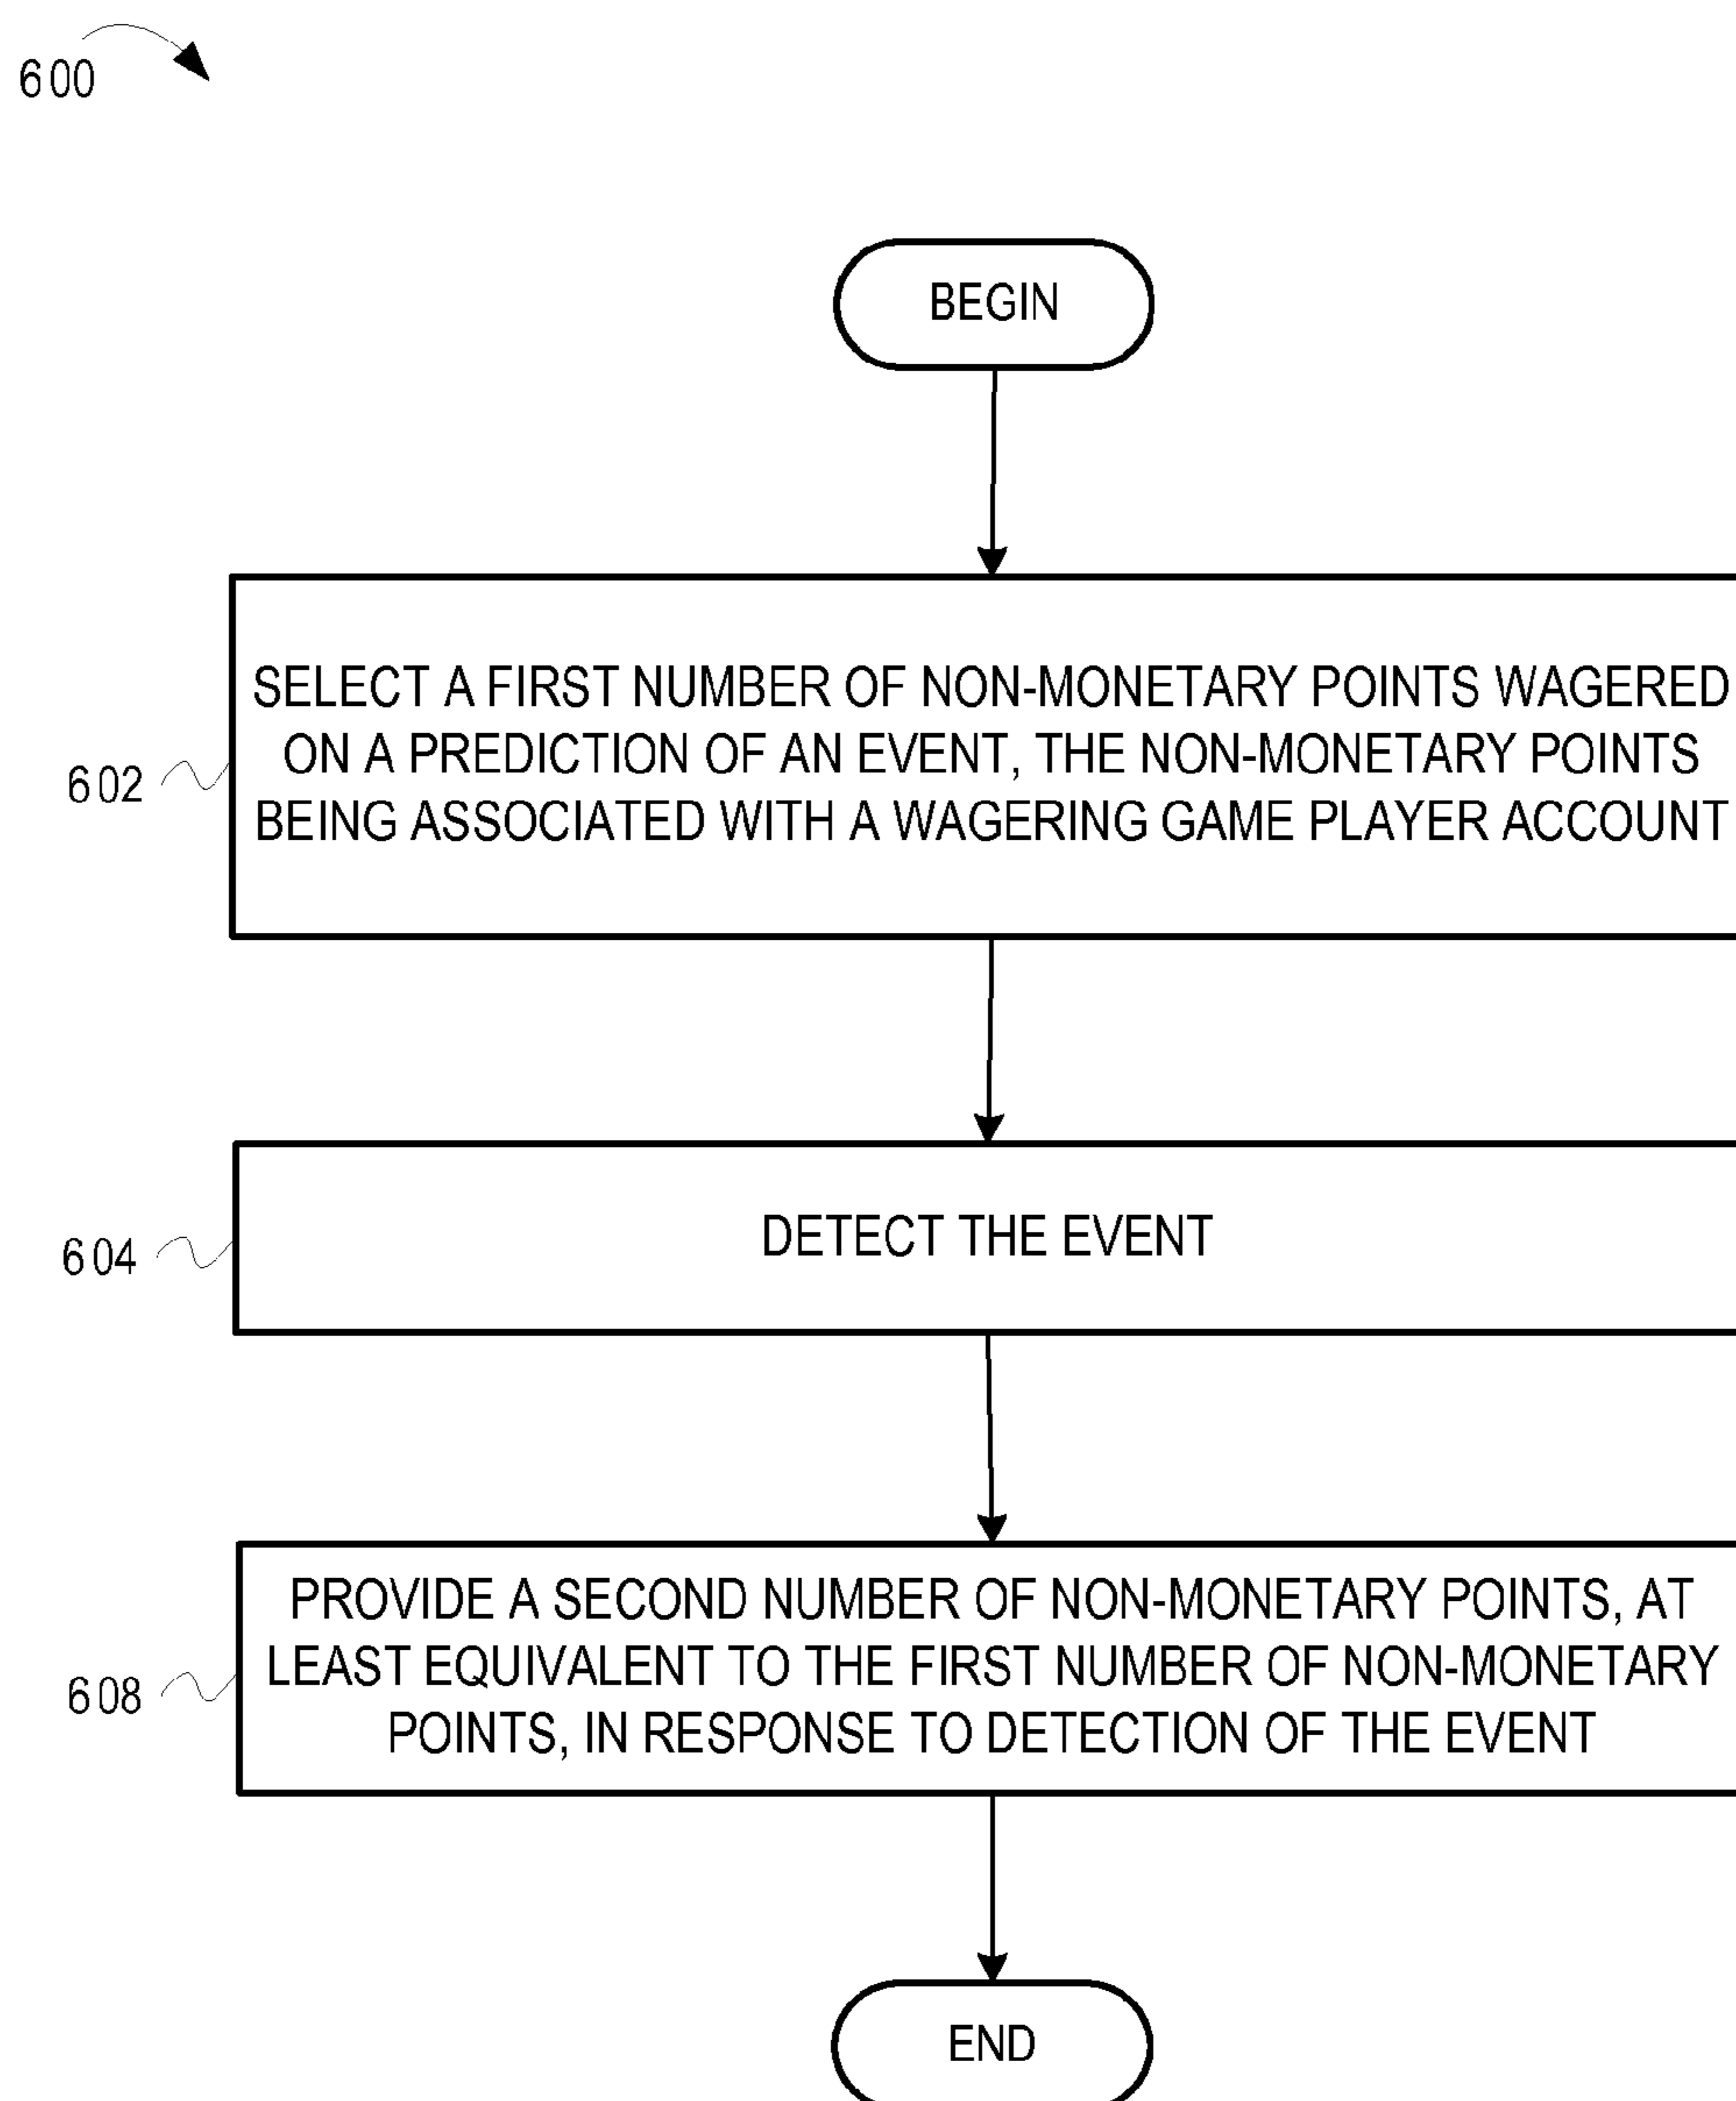 600
BEGIN
SELECT A FIRST NUMBER OF NON-MONETARY POINTS WAGERED
ON A PREDICTION OF AN EVENT, THE NON-MONETARY POINTS
BEING ASSOCIATED WITH A WAGERING GAME PLAYER ACCOUNT
602
DETECT THE EVENT
604
PROVIDE A SECOND NUMBER OF NON-MONETARY POINTS, AT
LEAST EQUIVALENT TO THE FIRST NUMBER OF NON-MONETARY
POINTS, IN RESPONSE TO DETECTION OF THE EVENT
608
END